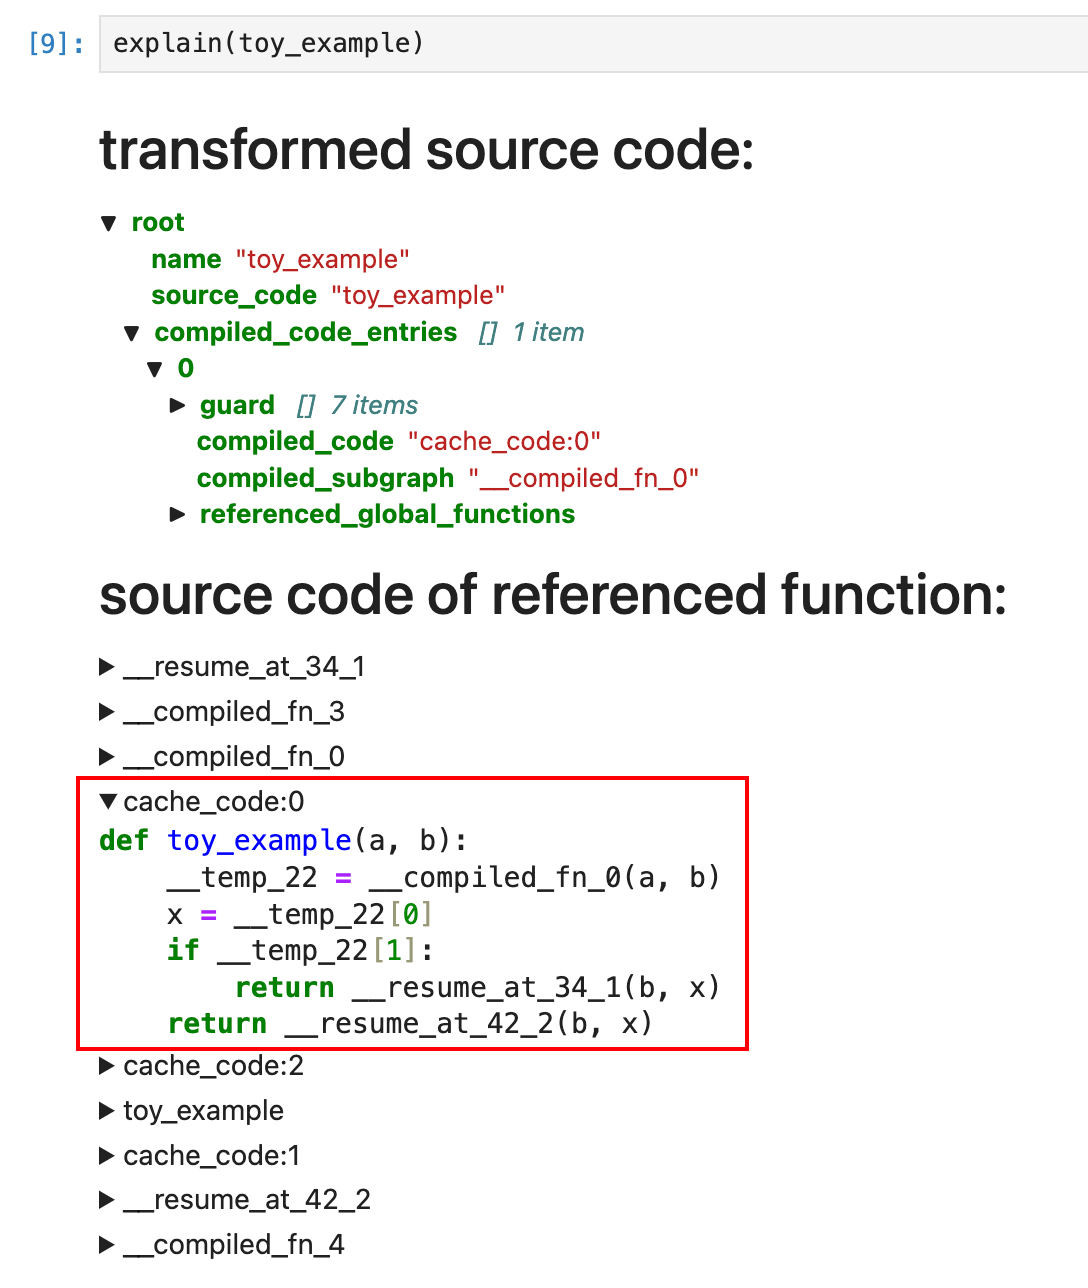 [9]: explain(toy_example)
transformed source code:
▼ root
name "toy_example"
source_code "toy_example"
▼ compiled_code_entries [] 1 item
▼ 0
▶ guard [] 7 items
compiled_code "cache_code:0"
compiled_subgraph "__compiled_fn_0"
▶ referenced_global_functions
source code of referenced function:
▶ __resume_at_34_1
▶ __compiled_fn_3
▶ __compiled_fn_0
▼ cache_code:0
def toy_example(a, b):
    __temp_22 = __compiled_fn_0(a, b)
    x = __temp_22[0]
    if __temp_22[1]:
        return __resume_at_34_1(b, x)
    return __resume_at_42_2(b, x)
▶ cache_code:2
▶ toy_example
▶ cache_code:1
▶ __resume_at_42_2
▶ __compiled_fn_4